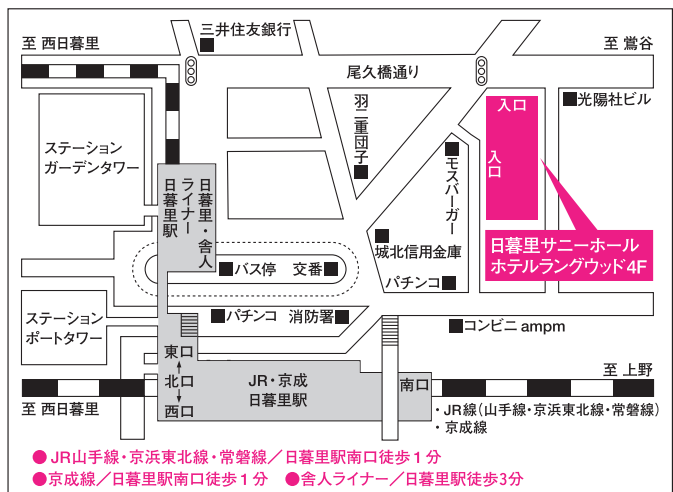 三井住友銀行
至 西日暮里
至 鶯谷
尾久橋通り
羽二重団子
入口
光陽社ビル
ステーション
ガーデンタワー
入口
モスバーガー
日暮里・舎人
ライナー
日暮里駅
城北信用金庫
日暮里サニーホール
ホテルラングウッド4F
バス停
交番
パチンコ
ステーション
ポートタワー
パチンコ
消防署
コンビニ ampm
東口
北口
西口
JR・京成
日暮里駅
南口
至 上野
至 西日暮里
・JR線(山手線・京浜東北線・常磐線)
・京成線
●JR山手線・京浜東北線・常磐線／日暮里駅南口徒歩1分
●京成線／日暮里駅南口徒歩1分 ●舎人ライナー／日暮里駅徒歩3分